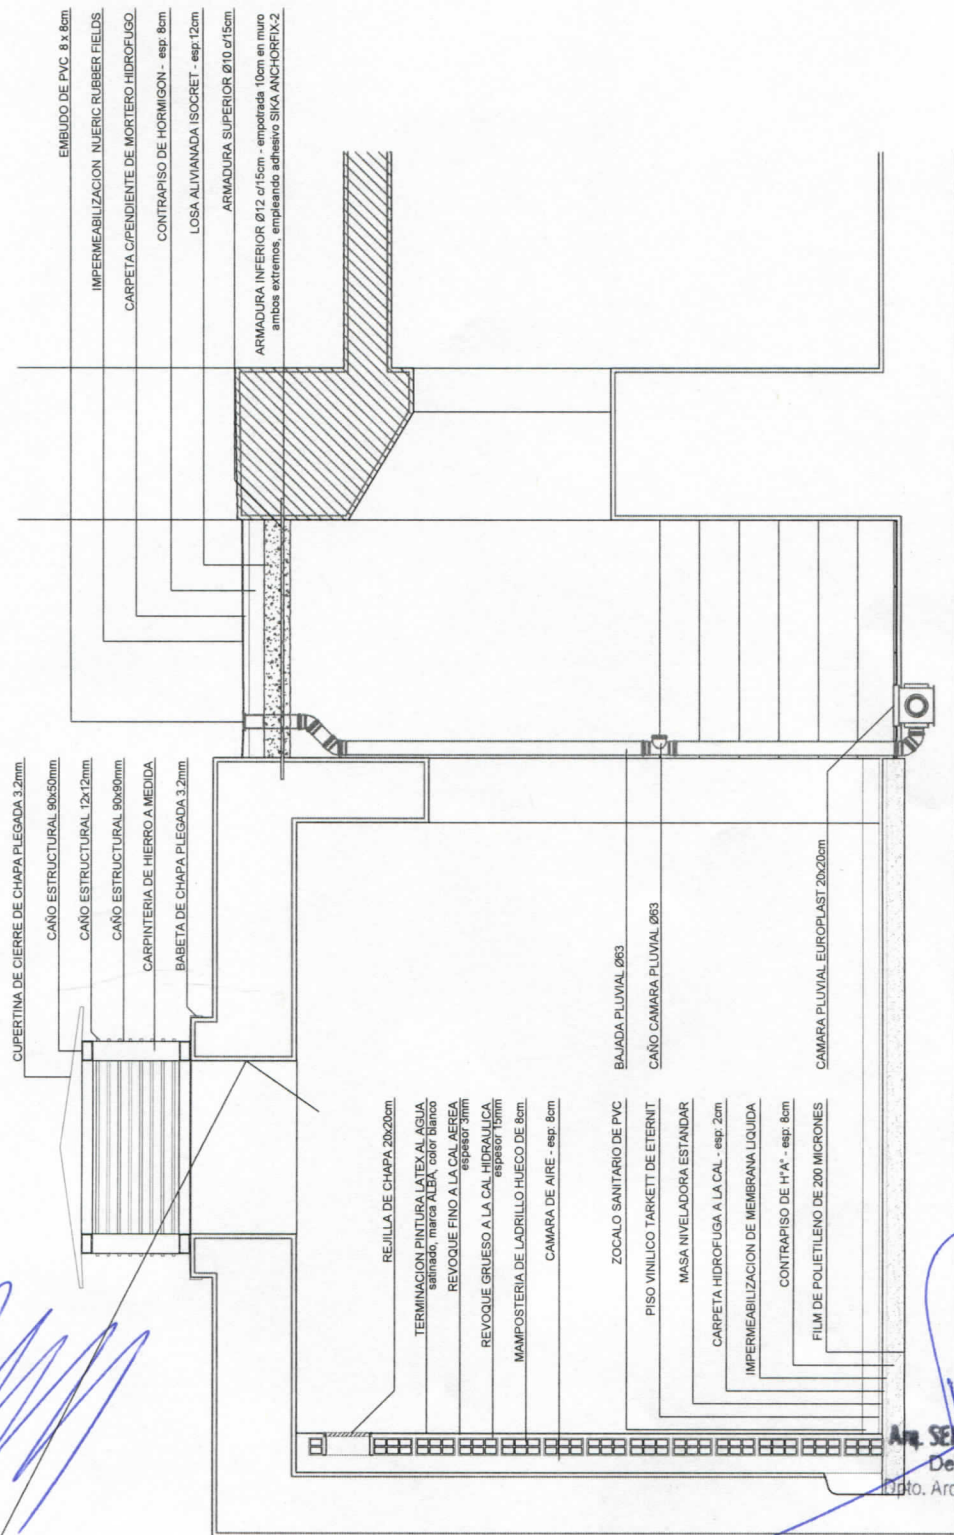 EMBUDO DE PVC 8 x 8cm
IMPERMEABILIZACION NUERIC RUBBER FIELDS
CARPETA C/PENDIENTE DE MORTERO HIDROFUGO
CONTRAPISO DE HORMIGON - esp: 8cm
LOSA ALIVIANADA ISOCRET - esp:12cm
ARMADURA SUPERIOR Ø10 c/15cm
ARMADURA INFERIOR Ø12 c/15cm - empotrada 10cm en muro
ambos extremos, empleando adhesivo SIKA ANCHORFIX-2
CUPERTINA DE CIERRE DE CHAPA PLEGADA 3.2mm
CAÑO ESTRUCTURAL 90x50mm
CAÑO ESTRUCTURAL 12x12mm
CAÑO ESTRUCTURAL 90x90mm
CARPINTERIA DE HIERRO A MEDIDA
BABETA DE CHAPA PLEGADA 3.2mm
REJILLA DE CHAPA 20x20cm
TERMINACION PINTURA LATEX AL AGUA
satinado, marca ALBA, color blanco
REVOQUE FINO A LA CAL AEREA
espesor 3mm
REVOQUE GRUESO A LA CAL HIDRAULICA
espesor 15mm
MAMPOSTERIA DE LADRILLO HUECO DE 8cm
CAMARA DE AIRE - esp: 8cm
BAJADA PLUVIAL Ø63
CAÑO CAMARA PLUVIAL Ø63
CAMARA PLUVIAL EUROPLAST 20x20cm
ZOCALO SANITARIO DE PVC
PISO VINILICO TARKETT DE ETERNIT
MASA NIVELADORA ESTANDAR
CARPETA HIDROFUGA A LA CAL - esp: 2cm
IMPERMEABILIZACION DE MEMBRANA LIQUIDA
CONTRAPISO DE H°A° - esp: 8cm
FILM DE POLIETILENO DE 200 MICRONES
Arq. SE
De
Dpto. Arq